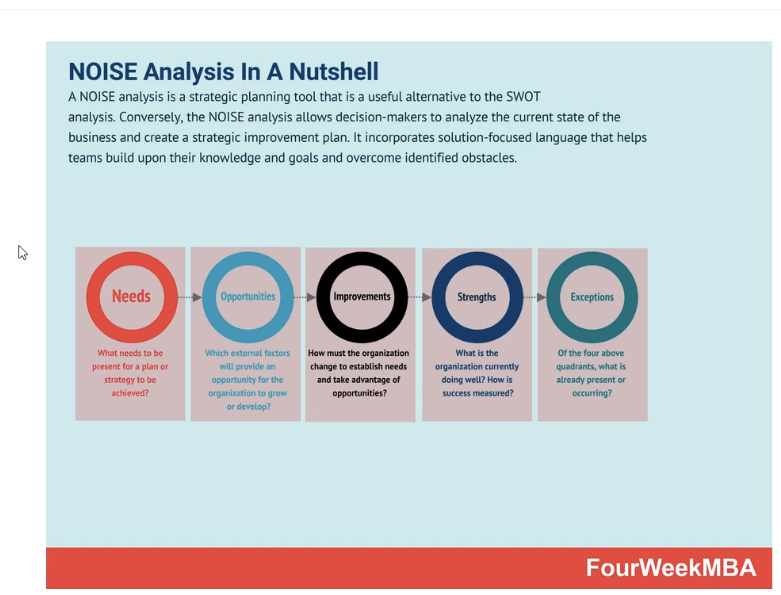 NOISE Analysis In A Nutshell
A NOISE analysis is a strategic planning tool that is a useful alternative to the SWOT
analysis. Conversely, the NOISE analysis allows decision-makers to analyze the current state of the
business and create a strategic improvement plan. It incorporates solution-focused language that helps
teams build upon their knowledge and goals and overcome identified obstacles.
Needs
What needs to be
present for a plan or
strategy to be
achieved?
Opportunities
Which external factors
will provide an
opportunity for the
organization to grow
or develop?
Improvements
How must the organization
change to establish needs
and take advantage of
opportunities?
Strengths
What is the
organization currently
doing well? How is
success measured?
Exceptions
Of the four above
quadrants, what is
already present or
occurring?
FourWeekMBA